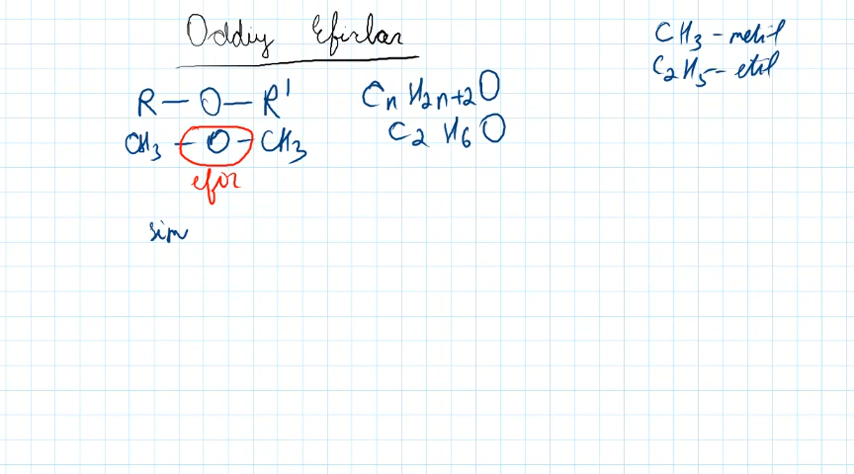 Oddiy Efirlar
CH3 – metil
C2H5 – etil
R – O – R' CnH2n+2O
CH3 – O – CH3 C2H6O
efir
sim